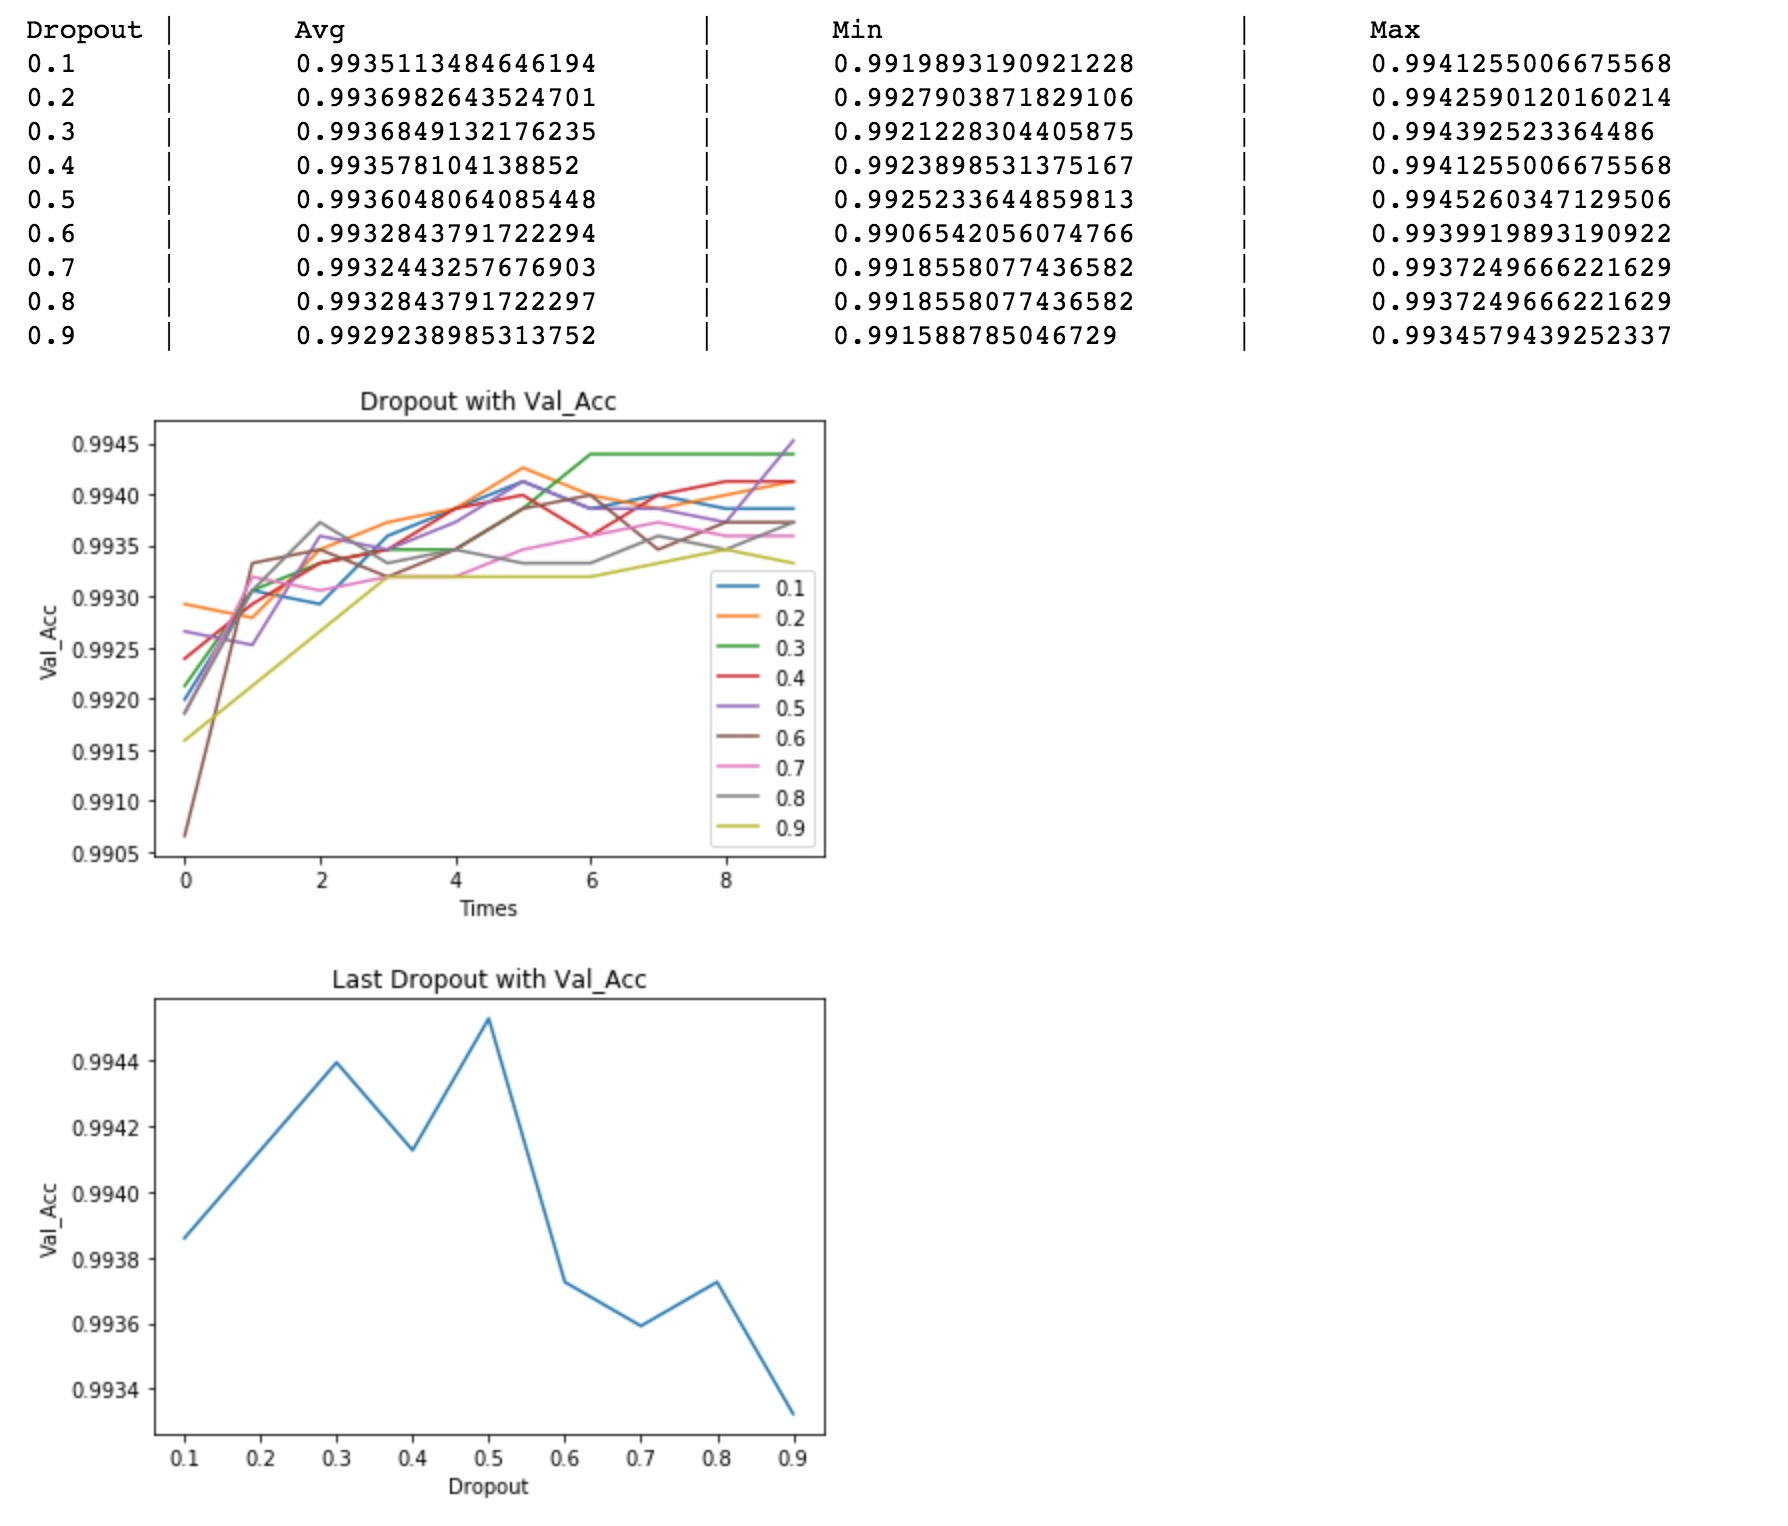 Dropout | Avg | Min | Max
0.1 | 0.9935113484646194 | 0.9919893190921228 | 0.9941255006675568
0.2 | 0.9936982643524701 | 0.9927903871829106 | 0.9942590120160214
0.3 | 0.9936849132176235 | 0.9921228304405875 | 0.994392523364486
0.4 | 0.993578104138852 | 0.9923898531375167 | 0.9941255006675568
0.5 | 0.9936048064085448 | 0.9925233644859813 | 0.9945260347129506
0.6 | 0.9932843791722294 | 0.9906542056074766 | 0.9939919893190922
0.7 | 0.9932443257676903 | 0.9918558077436582 | 0.9937249666221629
0.8 | 0.9932843791722297 | 0.9918558077436582 | 0.9937249666221629
0.9 | 0.9929238985313752 | 0.991588785046729 | 0.9934579439252337
Dropout with Val_Acc
0.9945
0.9940
0.9935
0.9930
0.9925
0.9920
0.9915
0.9910
0.9905
Val_Acc
0.1
0.2
0.3
0.4
0.5
0.6
0.7
0.8
0.9
0 2 4 6 8
Times
Last Dropout with Val_Acc
0.9944
0.9942
0.9940
0.9938
0.9936
0.9934
Val_Acc
0.1 0.2 0.3 0.4 0.5 0.6 0.7 0.8 0.9
Dropout